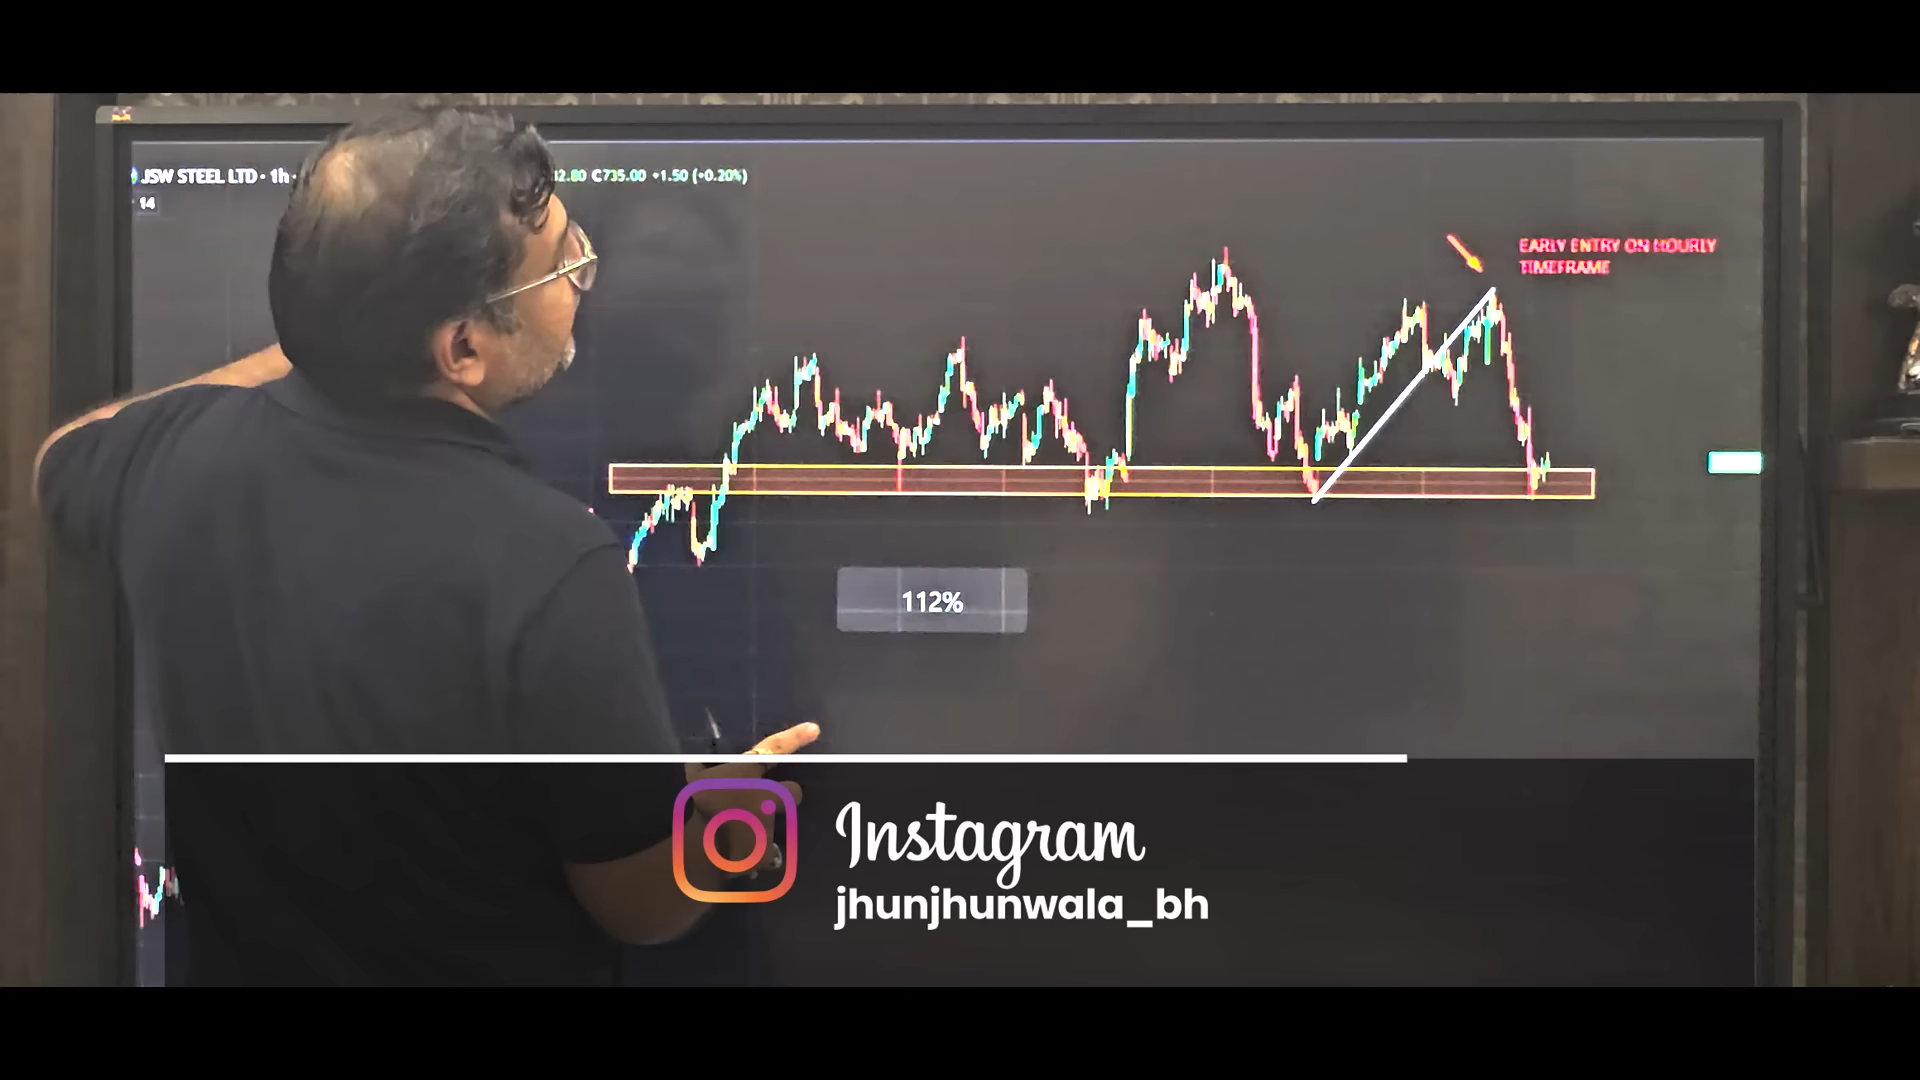 JSW STEEL LTD · 1h ·
2.80 C735.00 +1.50 (+0.20%)
14
EARLY ENTRY ON HOURLY
TIMEFRAME
112%
Instagram
jhunjhunwala_bh